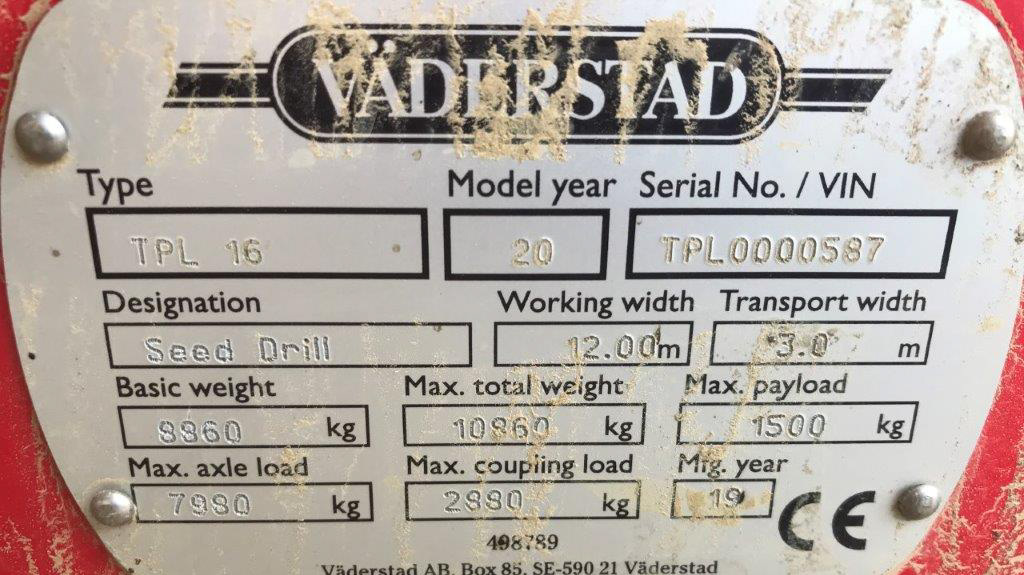 VÄDERSTAD
Type Model year Serial No. / VIN
TPL 16 20 TPL0000587
Designation Working width Transport width
Seed Drill 12.00m 3.0 m
Basic weight Max. total weight Max. payload
8860 kg 10860 kg 1500 kg
Max. axle load Max. coupling load Mfg. year
7980 kg 2880 kg 19
CE
498789
Väderstad AB, Box 85, SE-590 21 Väderstad